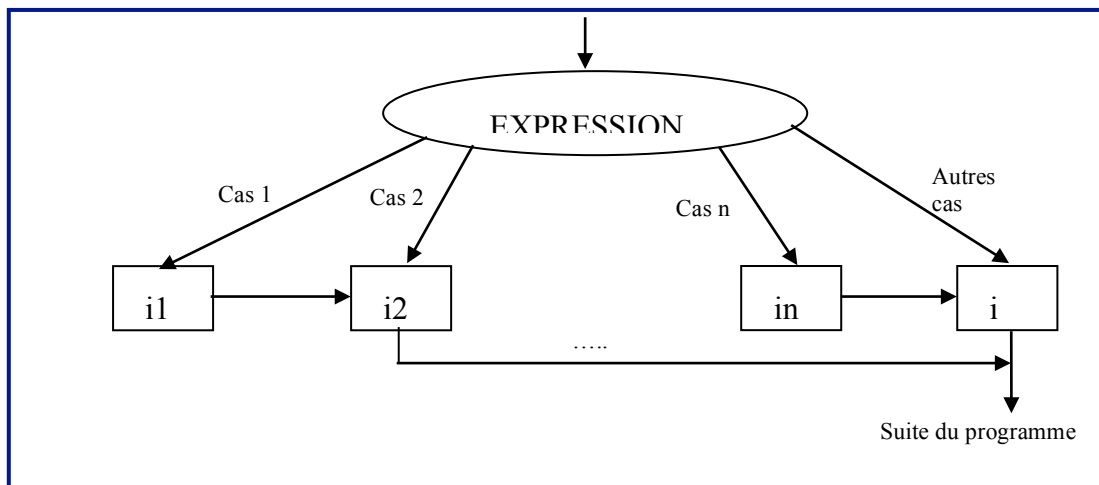 EXPRESSION
Cas 1
Cas 2
Cas n
Autres
cas
i1
i2
in
i
.....
Suite du programme